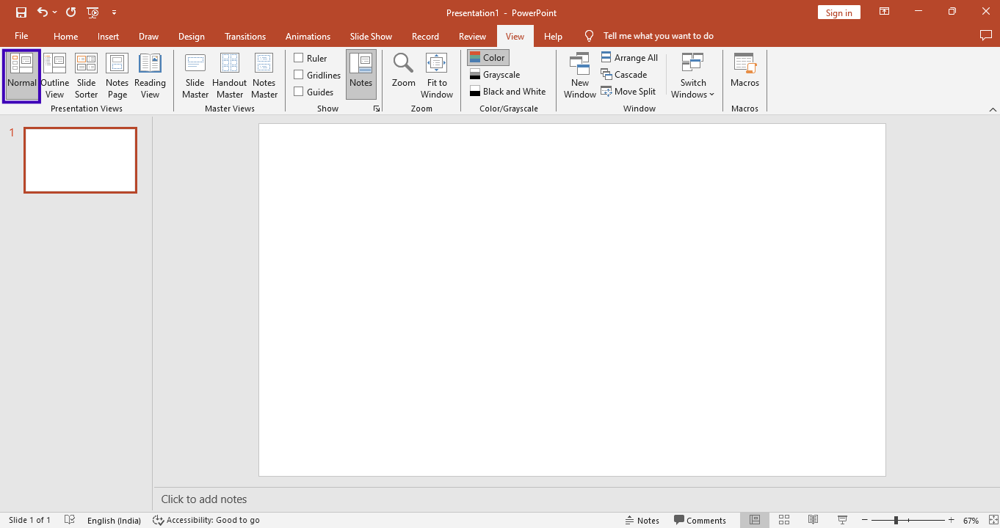 Presentation1 - PowerPoint
Sign in
File Home Insert Draw Design Transitions Animations Slide Show Record Review View Help Tell me what you want to do
Normal
Outline View
Slide Sorter
Notes Page
Reading View
Presentation Views
Slide Master
Handout Master
Notes Master
Master Views
Ruler
Gridlines
Guides
Notes
Show
Zoom
Fit to Window
Zoom
Color
Grayscale
Black and White
Color/Grayscale
New Window
Arrange All
Cascade
Move Split
Switch Windows
Window
Macros
Macros
1
Click to add notes
Slide 1 of 1 English (India) Accessibility: Good to go Notes Comments 67%